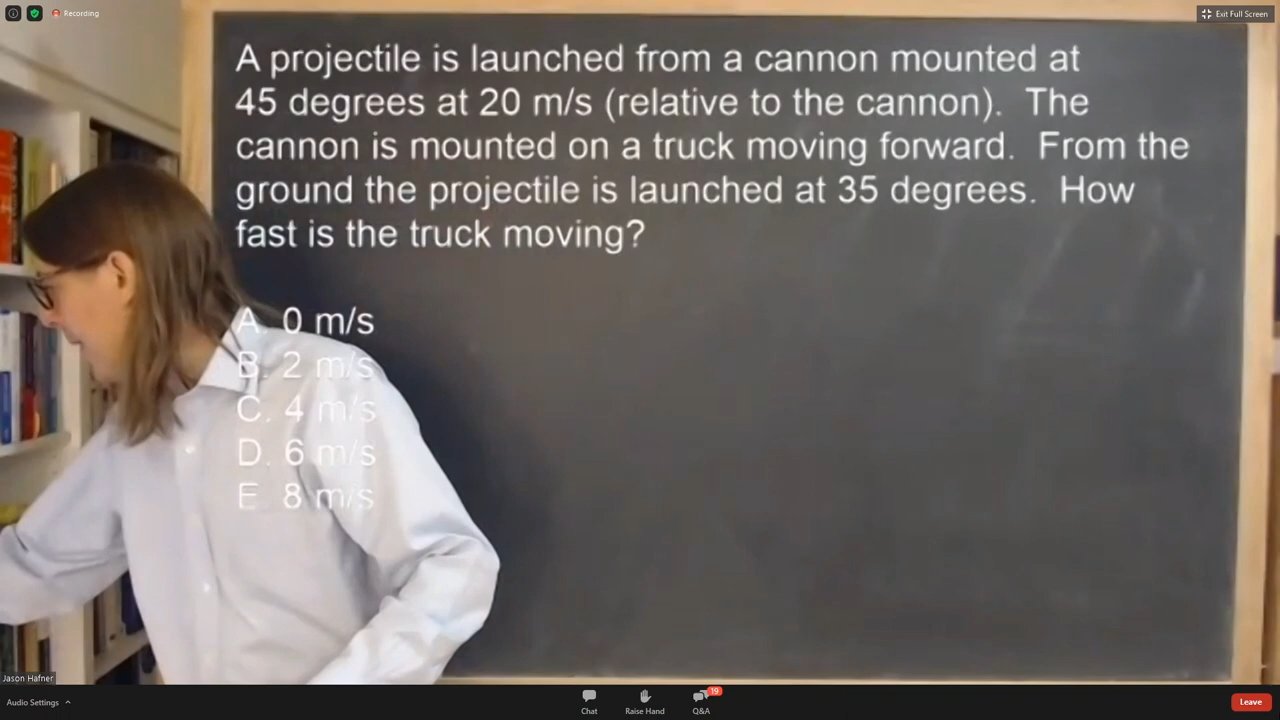 Recording
Exit Full Screen
A projectile is launched from a cannon mounted at
45 degrees at 20 m/s (relative to the cannon). The
cannon is mounted on a truck moving forward. From the
ground the projectile is launched at 35 degrees. How
fast is the truck moving?
A. 0 m/s
B. 2 m/s
C. 4 m/s
D. 6 m/s
E 8 m/s
Jason Hafner
Audio Settings
Chat
Raise Hand
19
Q&A
Leave